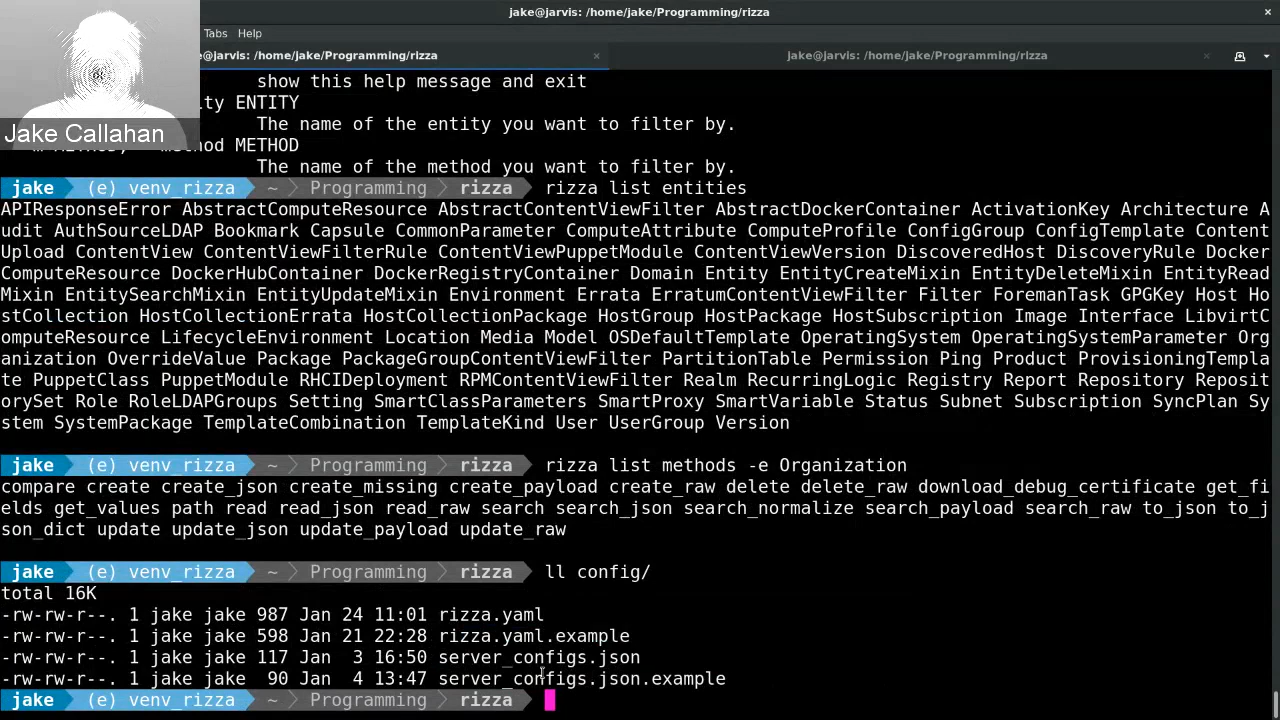 jake@jarvis: /home/jake/Programming/rizza ×
Tabs Help
e@jarvis: /home/jake/Programming/rizza × jake@jarvis: /home/jake/Programming/rizza ×
show this help message and exit
ity ENTITY
The name of the entity you want to filter by.
method METHOD
The name of the method you want to filter by.
Jake Callahan
jake (e) venv_rizza ~ Programming rizza rizza list entities
APIResponseError AbstractComputeResource AbstractContentViewFilter AbstractDockerContainer ActivationKey Architecture A
udit AuthSourceLDAP Bookmark Capsule CommonParameter ComputeAttribute ComputeProfile ConfigGroup ConfigTemplate Content
Upload ContentView ContentViewFilterRule ContentViewPuppetModule ContentViewVersion DiscoveredHost DiscoveryRule Docker
ComputeResource DockerHubContainer DockerRegistryContainer Domain Entity EntityCreateMixin EntityDeleteMixin EntityRead
Mixin EntitySearchMixin EntityUpdateMixin Environment Errata ErratumContentViewFilter Filter ForemanTask GPGKey Host Ho
stCollection HostCollectionErrata HostCollectionPackage HostGroup HostPackage HostSubscription Image Interface LibvirtC
omputeResource LifecycleEnvironment Location Media Model OSDefaultTemplate OperatingSystem OperatingSystemParameter Org
anization OverrideValue Package PackageGroupContentViewFilter PartitionTable Permission Ping Product ProvisioningTempla
te PuppetClass PuppetModule RHCIDeployment RPMContentViewFilter Realm RecurringLogic Registry Report Repository Reposit
orySet Role RoleLDAPGroups Setting SmartClassParameters SmartProxy SmartVariable Status Subnet Subscription SyncPlan Sy
stem SystemPackage TemplateCombination TemplateKind User UserGroup Version
jake (e) venv_rizza ~ Programming rizza rizza list methods -e Organization
compare create create_json create_missing create_payload create_raw delete delete_raw download_debug_certificate get_fi
elds get_values path read read_json read_raw search search_json search_normalize search_payload search_raw to_json to_j
son_dict update update_json update_payload update_raw
jake (e) venv_rizza ~ Programming rizza ll config/
total 16K
-rw-rw-r--. 1 jake jake 987 Jan 24 11:01 rizza.yaml
-rw-rw-r--. 1 jake jake 598 Jan 21 22:28 rizza.yaml.example
-rw-rw-r--. 1 jake jake 117 Jan  3 16:50 server_configs.json
-rw-rw-r--. 1 jake jake  90 Jan  4 13:47 server_configs.json.example
jake (e) venv_rizza ~ Programming rizza